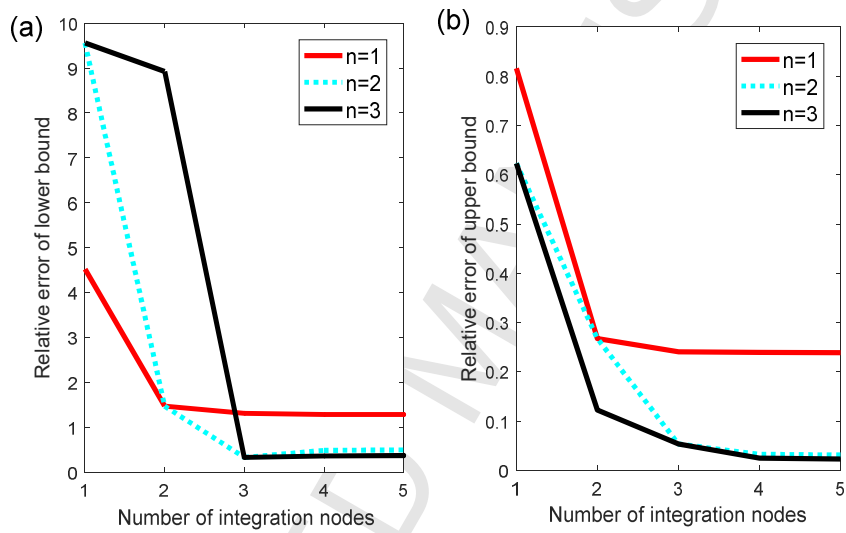 (a)
Relative error of lower bound
10
9
8
7
6
5
4
3
2
1
0
n=1
n=2
n=3
1 2 3 4 5
Number of integration nodes
(b)
Relative error of upper bound
0.9
0.8
0.7
0.6
0.5
0.4
0.3
0.2
0.1
0
n=1
n=2
n=3
1 2 3 4 5
Number of integration nodes